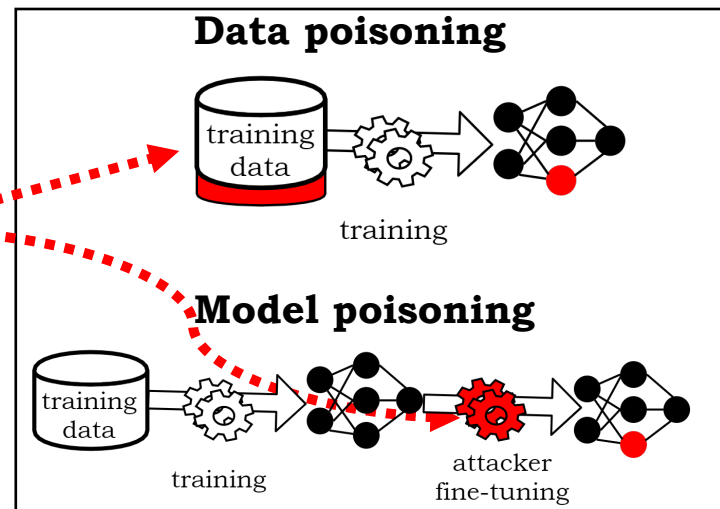 Data poisoning
training
data
training
Model poisoning
training
data
training
attacker
fine-tuning